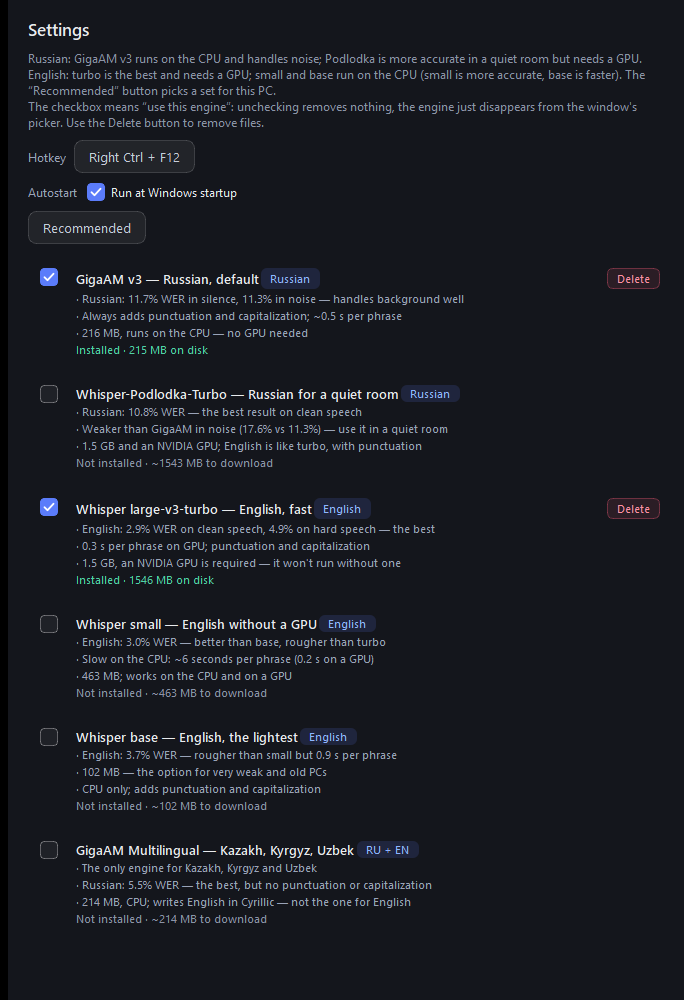 Settings
Russian: GigaAM v3 runs on the CPU and handles noise; Podlodka is more accurate in a quiet room but needs a GPU.
English: turbo is the best and needs a GPU; small and base run on the CPU (small is more accurate, base is faster). The
“Recommended” button picks a set for this PC.
The checkbox means “use this engine”: unchecking removes nothing, the engine just disappears from the window's
picker. Use the Delete button to remove files.
Hotkey Right Ctrl + F12
Autostart Run at Windows startup
Recommended
GigaAM v3 — Russian, default Russian Delete
· Russian: 11.7% WER in silence, 11.3% in noise — handles background well
· Always adds punctuation and capitalization; ~0.5 s per phrase
· 216 MB, runs on the CPU — no GPU needed
Installed · 215 MB on disk
Whisper-Podlodka-Turbo — Russian for a quiet room Russian
· Russian: 10.8% WER — the best result on clean speech
· Weaker than GigaAM in noise (17.6% vs 11.3%) — use it in a quiet room
· 1.5 GB and an NVIDIA GPU; English is like turbo, with punctuation
Not installed · ~1543 MB to download
Whisper large-v3-turbo — English, fast English Delete
· English: 2.9% WER on clean speech, 4.9% on hard speech — the best
· 0.3 s per phrase on GPU; punctuation and capitalization
· 1.5 GB, an NVIDIA GPU is required — it won't run without one
Installed · 1546 MB on disk
Whisper small — English without a GPU English
· English: 3.0% WER — better than base, rougher than turbo
· Slow on the CPU: ~6 seconds per phrase (0.2 s on a GPU)
· 463 MB; works on the CPU and on a GPU
Not installed · ~463 MB to download
Whisper base — English, the lightest English
· English: 3.7% WER — rougher than small but 0.9 s per phrase
· 102 MB — the option for very weak and old PCs
· CPU only; adds punctuation and capitalization
Not installed · ~102 MB to download
GigaAM Multilingual — Kazakh, Kyrgyz, Uzbek RU + EN
· The only engine for Kazakh, Kyrgyz and Uzbek
· Russian: 5.5% WER — the best, but no punctuation or capitalization
· 214 MB, CPU; writes English in Cyrillic — not the one for English
Not installed · ~214 MB to download